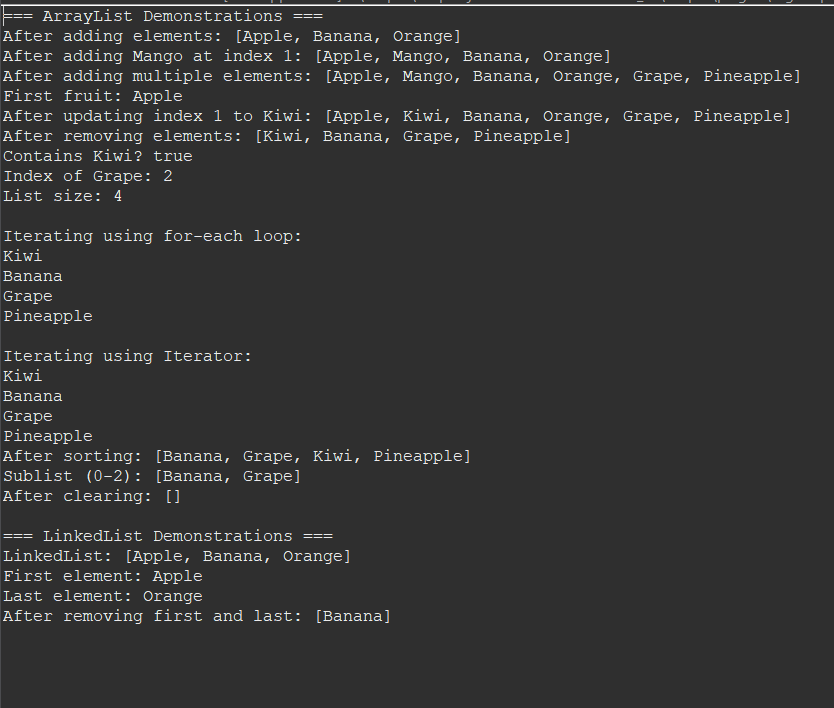 === ArrayList Demonstrations ===
After adding elements: [Apple, Banana, Orange]
After adding Mango at index 1: [Apple, Mango, Banana, Orange]
After adding multiple elements: [Apple, Mango, Banana, Orange, Grape, Pineapple]
First fruit: Apple
After updating index 1 to Kiwi: [Apple, Kiwi, Banana, Orange, Grape, Pineapple]
After removing elements: [Kiwi, Banana, Grape, Pineapple]
Contains Kiwi? true
Index of Grape: 2
List size: 4

Iterating using for-each loop:
Kiwi
Banana
Grape
Pineapple

Iterating using Iterator:
Kiwi
Banana
Grape
Pineapple
After sorting: [Banana, Grape, Kiwi, Pineapple]
Sublist (0-2): [Banana, Grape]
After clearing: []

=== LinkedList Demonstrations ===
LinkedList: [Apple, Banana, Orange]
First element: Apple
Last element: Orange
After removing first and last: [Banana]